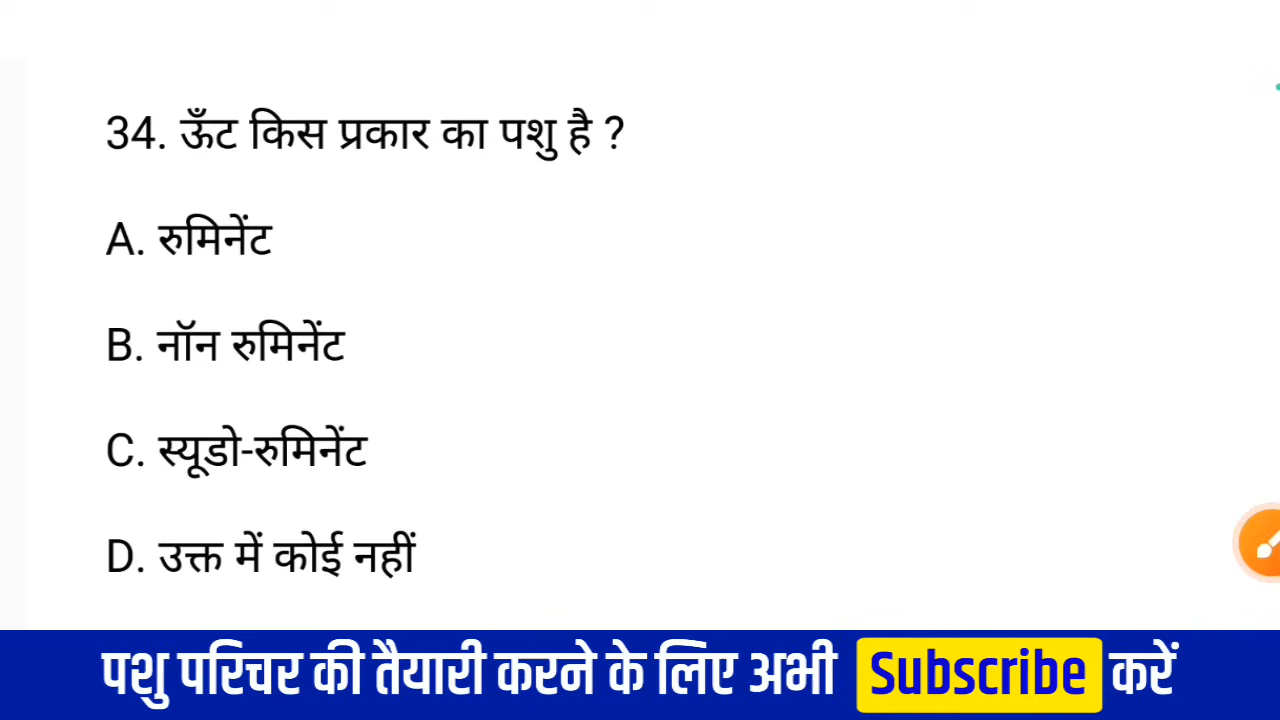 34. ऊँट किस प्रकार का पशु है ?
A. रुमिनेंट
B. नॉन रुमिनेंट
C. स्यूडो-रुमिनेंट
D. उक्त में कोई नहीं
पशु परिचर की तैयारी करने के लिए अभी Subscribe करें